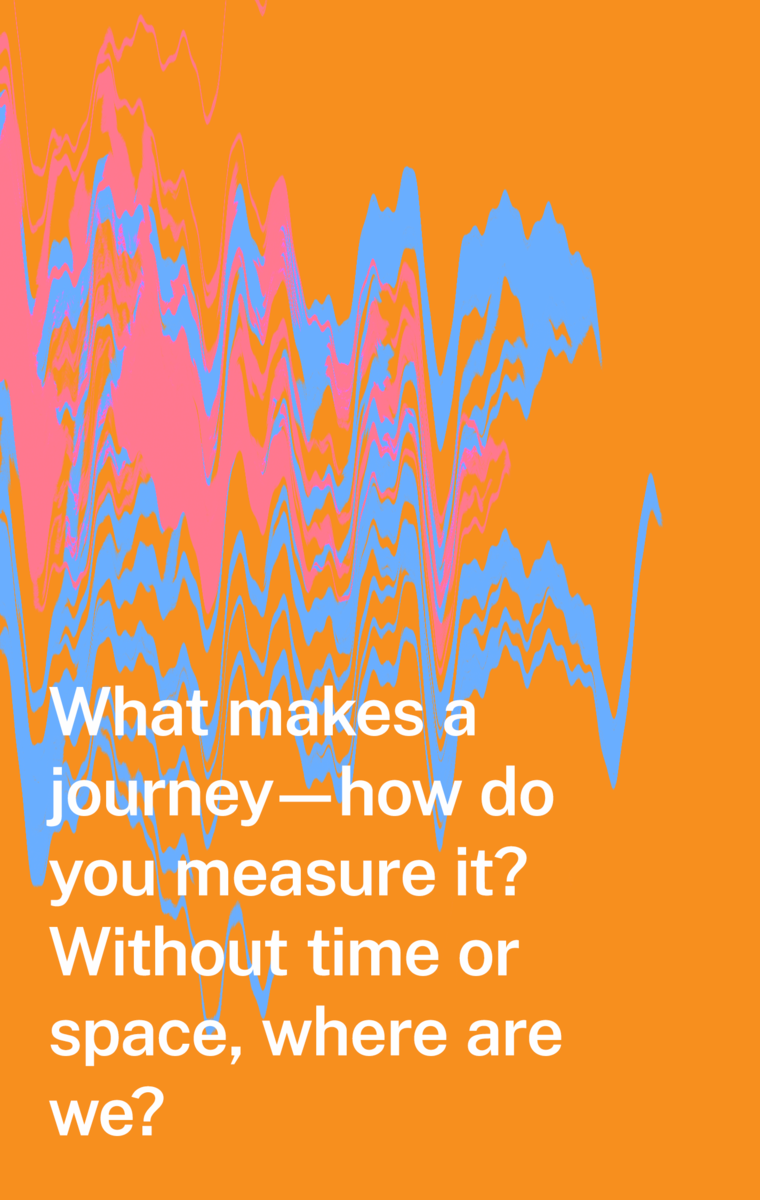 What makes a
journey—how do
you measure it?
Without time or
space, where are
we?